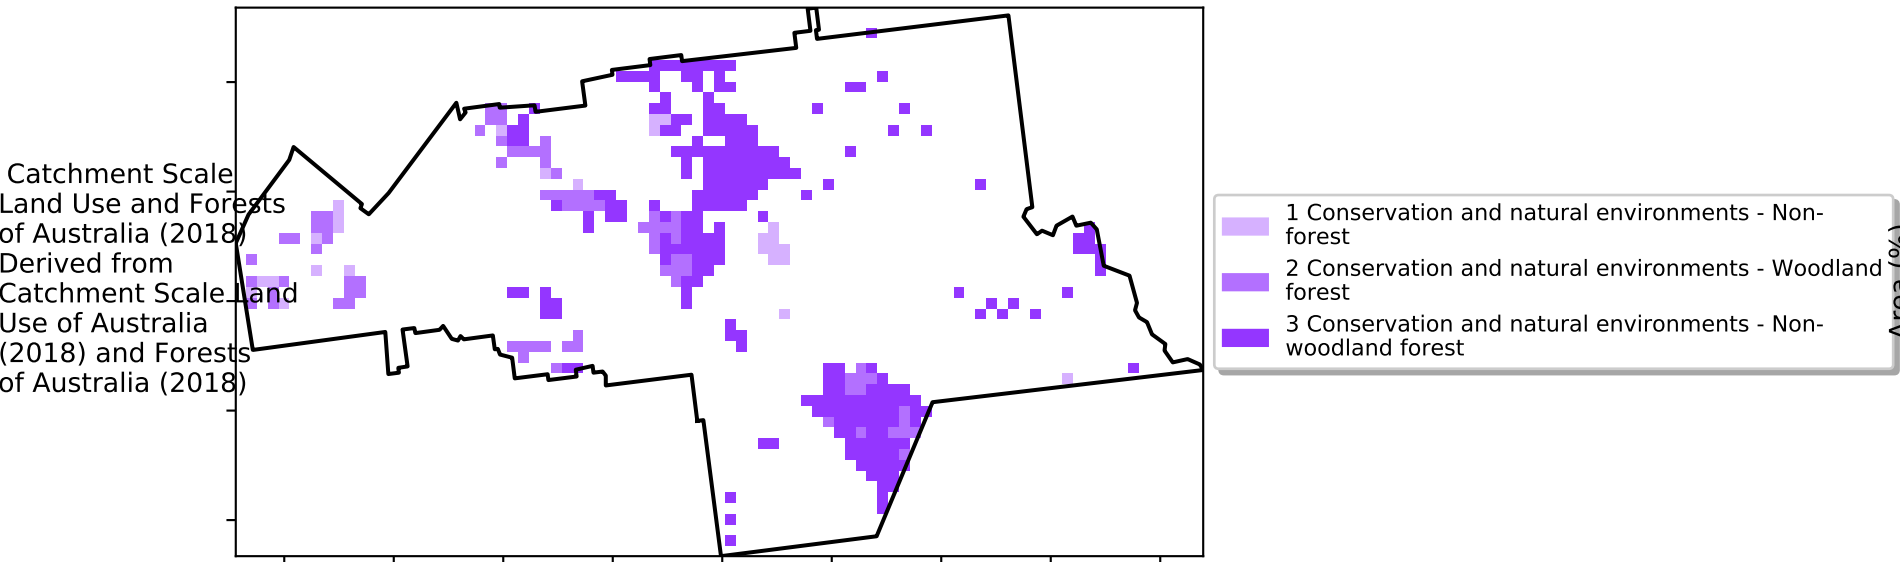 Catchment Scale
Land Use and Forests
of Australia (2018)
Derived from
Catchment Scale Land
Use of Australia
(2018) and Forests
of Australia (2018)
1 Conservation and natural environments - Non-
forest
2 Conservation and natural environments - Woodland
forest
3 Conservation and natural environments - Non-
woodland forest